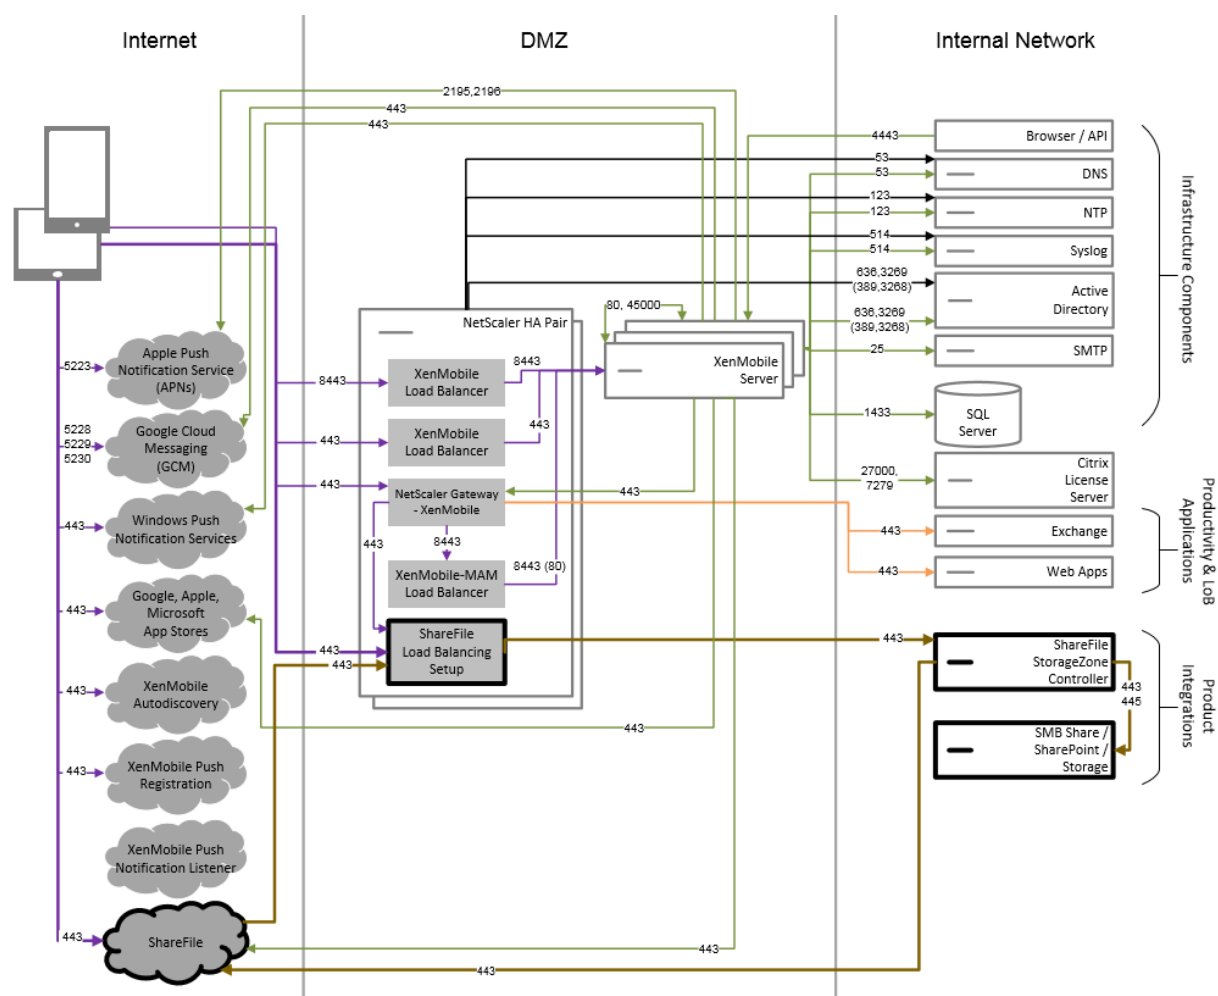 Internet
DMZ
Internal Network
2195,2196
443
443
4443
Browser / API
53
53
DNS
123
123
NTP
514
514
Syslog
636,3269
(389,3268)
636,3269
(389,3268)
Active
Directory
25
SMTP
1433
SQL
Server
27000,
7279
Citrix
License
Server
443
Exchange
443
Web Apps
443
ShareFile
StorageZone
Controller
443
445
SMB Share /
SharePoint /
Storage
Infrastructure Components
Productivity & LoB
Applications
Product
Integrations
80, 45000
XenMobile
Server
NetScaler HA Pair
8443
XenMobile
Load Balancer
8443
443
XenMobile
Load Balancer
443
443
NetScaler Gateway
- XenMobile
443
443
8443
XenMobile-MAM
Load Balancer
8443 (80)
ShareFile
Load Balancing
Setup
443
443
5223
Apple Push
Notification Service
(APNs)
5228
5229
5230
Google Cloud
Messaging
(GCM)
443
Windows Push
Notification Services
443
Google, Apple,
Microsoft
App Stores
443
XenMobile
Autodiscovery
443
443
XenMobile Push
Registration
XenMobile Push
Notification Listener
443
ShareFile
443
443